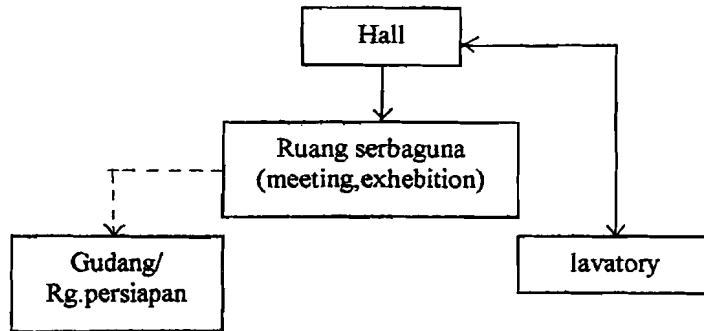 Hall
Ruang serbaguna
(meeting,exhebition)
Gudang/
Rg.persiapan
lavatory